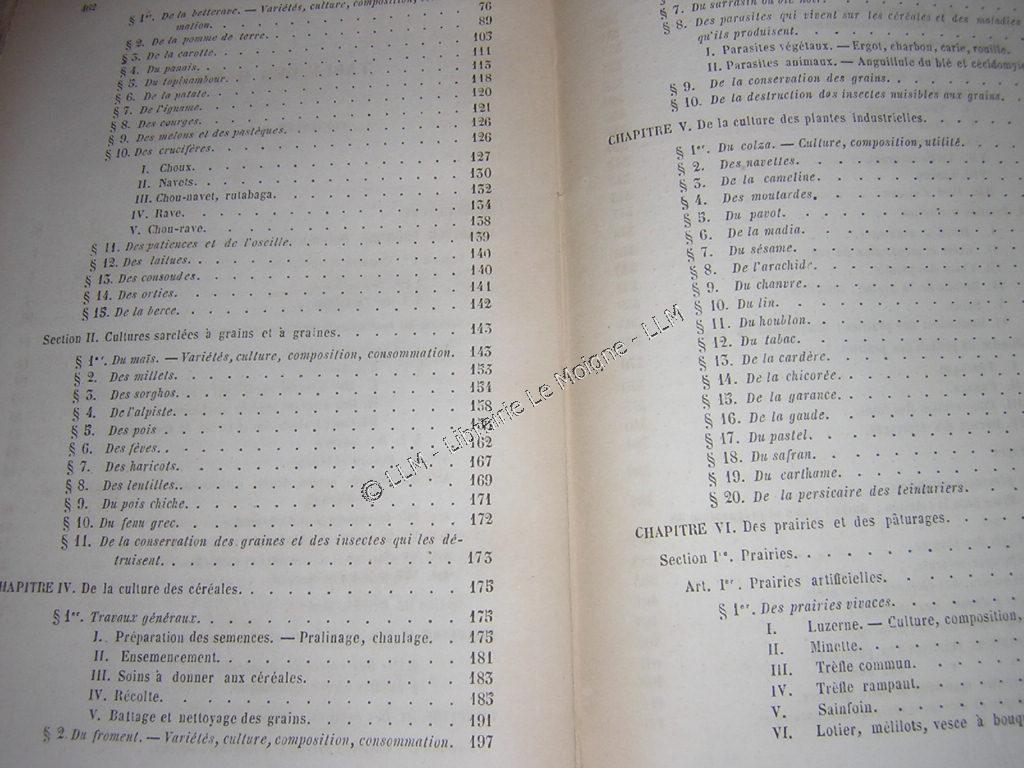 462
§ 1er. De la betterave. — Variétés, culture, composition,
mation. 76
89
§ 2. De la pomme de terre. 103
§ 3. De la carotte. 111
§ 4. Du panais. 115
§ 5. Du topinambour. 118
§ 6. De la patate. 120
§ 7. De l'igname. 121
§ 8. Des courges. 126
§ 9. Des melons et des pastèques. 126
§ 10. Des crucifères. 127
I. Choux. 130
II. Navets. 132
III. Chou-navet, rutabaga. 134
IV. Rave. 138
V. Chou-rave. 139
§ 11. Des patiences et de l'oseille. 140
§ 12. Des laitues. 140
§ 13. Des consoudes. 141
§ 14. Des orties. 142
§ 15. De la berce.
Section II. Cultures sarclées à grains et à graines. 143
§ 1er. Du maïs. — Variétés, culture, composition, consommation. 143
§ 2. Des millets. 153
§ 3. Des sorghos. 154
§ 4. De l'alpiste. 158
§ 5. Des pois
§ 6. Des fèves. 162
§ 7. Des haricots. 167
§ 8. Des lentilles. 169
§ 9. Du pois chiche. 171
§ 10. Du fenu grec. 172
§ 11. De la conservation des graines et des insectes qui les dé-
truisent. 173
HAPITRE IV. De la culture des céréales. 175
§ 1er. Travaux généraux. 175
I. Préparation des semences. — Pralinage, chaulage. 175
II. Ensemencement. 181
III. Soins à donner aux céréales. 183
IV. Récolte. 185
V. Battage et nettoyage des grains. 191
§ 2. Du froment. — Variétés, culture, composition, consommation. 197
§ 7. Du sarrasin ou blé noir.
§ 8. Des parasites qui vivent sur les céréales et des maladies
qu'ils produisent.
I. Parasites végétaux. — Ergot, charbon, carie, rouille.
II. Parasites animaux. — Anguillule du blé et cécidomyie
§ 9. De la conservation des grains.
§ 10. De la destruction des insectes nuisibles aux grains.
CHAPITRE V. De la culture des plantes industrielles.
§ 1er. Du colza. — Culture, composition, utilité.
§ 2. Des navettes.
§ 3. De la cameline.
§ 4. Des moutardes.
§ 5. Du pavot.
§ 6. De la madia.
§ 7. Du sésame.
§ 8. De l'arachide.
§ 9. Du chanvre.
§ 10. Du lin.
§ 11. Du houblon.
§ 12. Du tabac.
§ 13. De la cardère.
§ 14. De la chicorée.
§ 15. De la garance.
§ 16. De la gaude.
§ 17. Du pastel.
§ 18. Du safran.
§ 19. Du carthame.
§ 20. De la persicaire des teinturiers.
CHAPITRE VI. Des prairies et des pâturages.
Section Ire. Prairies.
Art. Ier. Prairies artificielles.
§ 1er. Des prairies vivaces.
I. Luzerne. — Culture, composition,
II. Minette.
III. Trèfle commun.
IV. Trèfle rampant.
V. Sainfoin.
VI. Lotier, mélilots, vesce à bouq
© LLM - Librairie Le Moigne - LLM